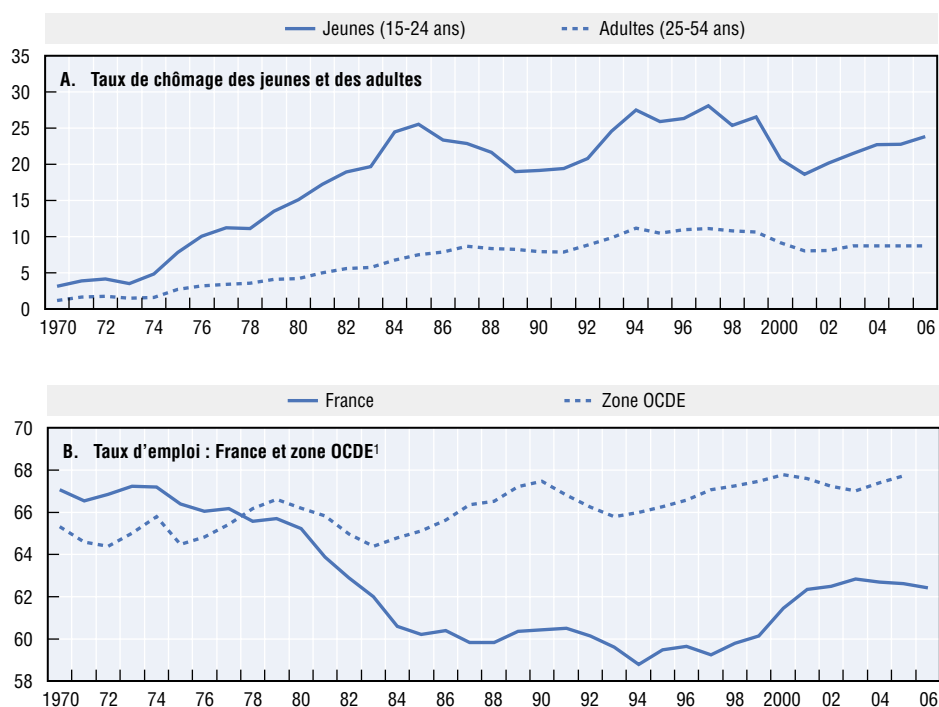 Jeunes (15-24 ans) Adultes (25-54 ans)
35
A. Taux de chômage des jeunes et des adultes
30
25
20
15
10
5
0
1970 72 74 76 78 80 82 84 86 88 90 92 94 96 98 2000 02 04 06
France Zone OCDE
70
B. Taux d'emploi : France et zone OCDE¹
68
66
64
62
60
58
1970 72 74 76 78 80 82 84 86 88 90 92 94 96 98 2000 02 04 06